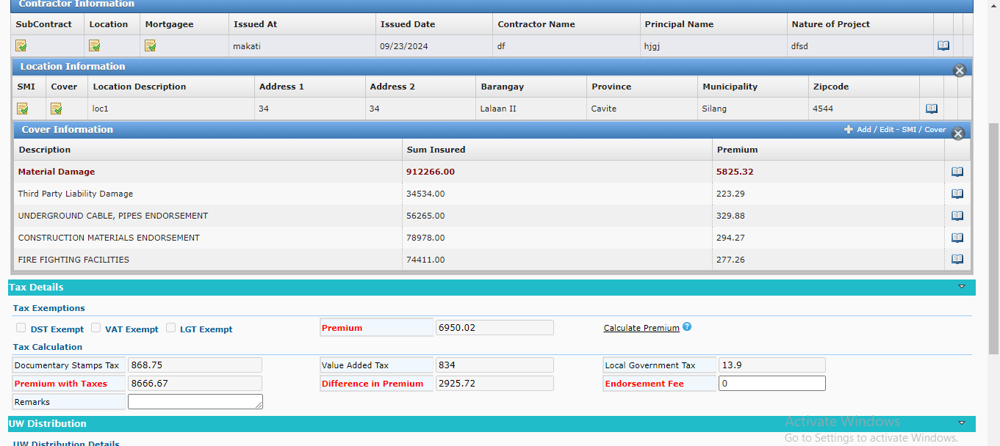 Contractor Information
SubContract Location Mortgagee Issued At Issued Date Contractor Name Principal Name Nature of Project
makati 09/23/2024 df hjgj dfsd
Location Information
SMI Cover Location Description Address 1 Address 2 Barangay Province Municipality Zipcode
loc1 34 34 Lalaan II Cavite Silang 4544
Cover Information Add / Edit - SMI / Cover
Description Sum Insured Premium
Material Damage 912266.00 5825.32
Third Party Liability Damage 34534.00 223.29
UNDERGROUND CABLE, PIPES ENDORSEMENT 56265.00 329.88
CONSTRUCTION MATERIALS ENDORSEMENT 78978.00 294.27
FIRE FIGHTING FACILITIES 74411.00 277.26
Tax Details
Tax Exemptions
DST Exempt VAT Exempt LGT Exempt Premium 6950.02 Calculate Premium ?
Tax Calculation
Documentary Stamps Tax 868.75 Value Added Tax 834 Local Government Tax 13.9
Premium with Taxes 8666.67 Difference in Premium 2925.72 Endorsement Fee 0
Remarks
UW Distribution
Activate Windows
Go to Settings to activate Windows.
UW Distribution Details